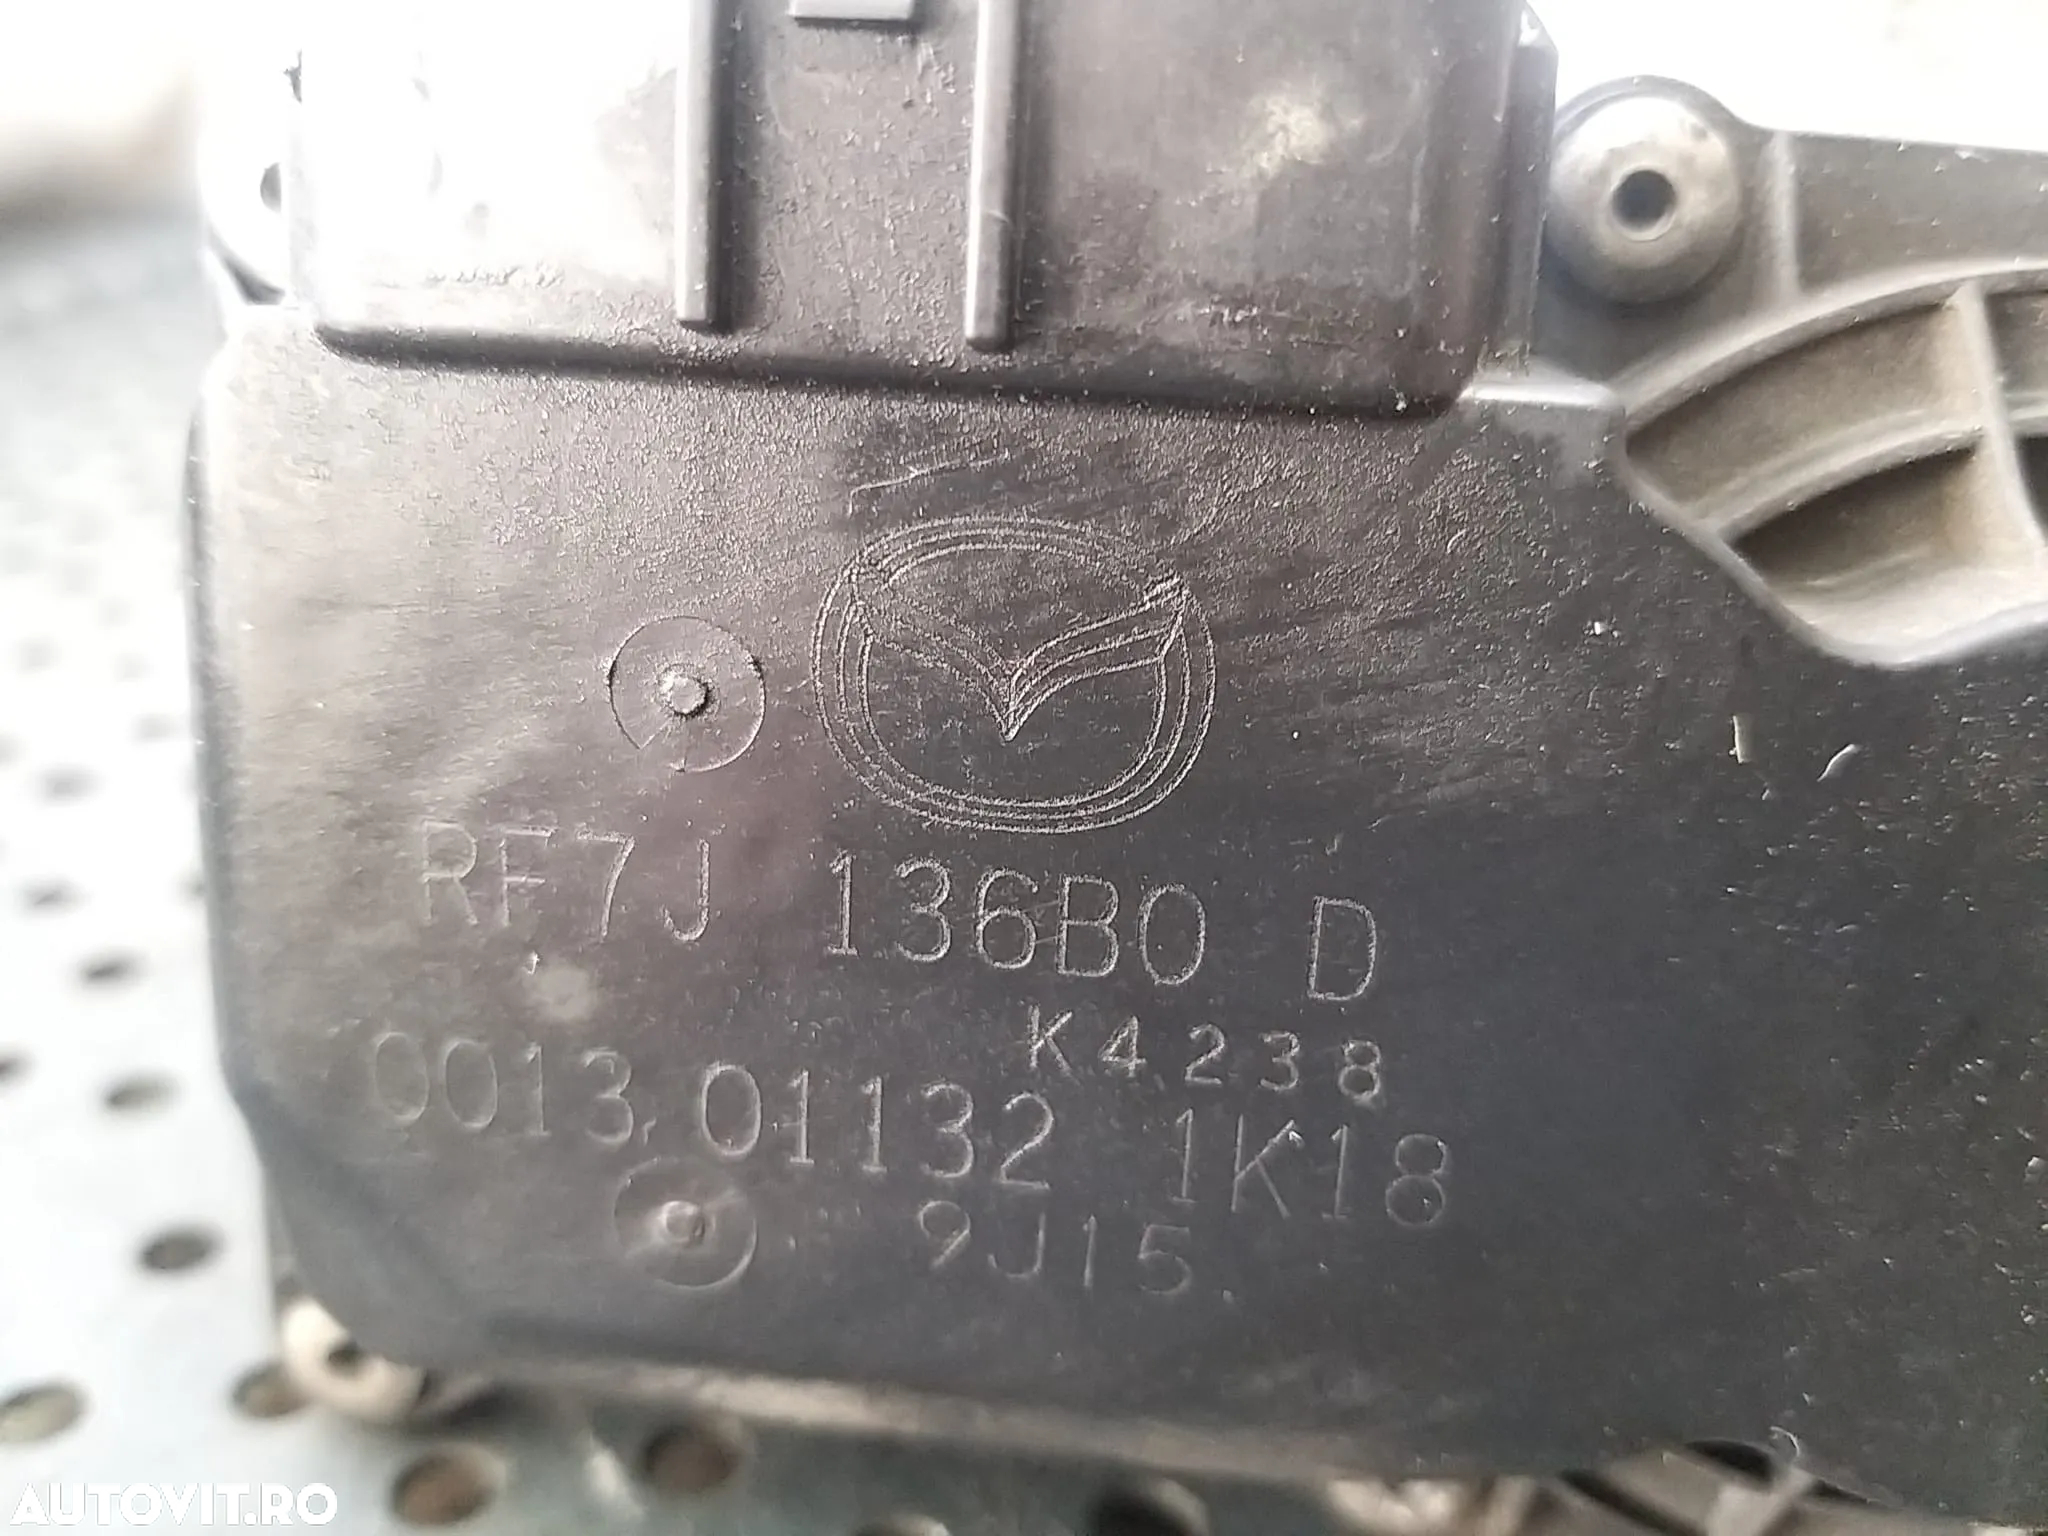 RF7J 136B0 D
K4238
0013 01132 1K18
9J15
AUTOVIT.RO